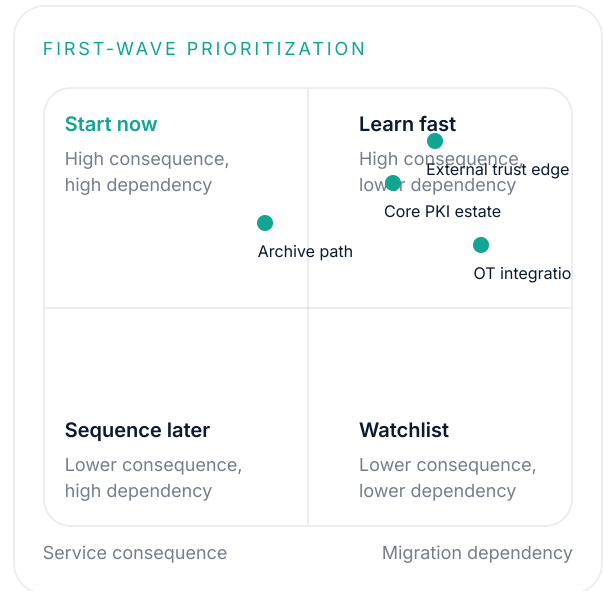 FIRST-WAVE PRIORITIZATION
Start now
High consequence,
high dependency
Learn fast
High consequence,
lower dependency
External trust edge
Core PKI estate
Archive path
OT integratio
Sequence later
Lower consequence,
high dependency
Watchlist
Lower consequence,
lower dependency
Service consequence
Migration dependency